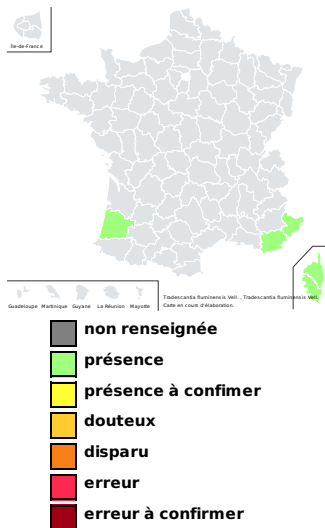 Île-de-France
Guadeloupe Martinique Guyane La Réunion Mayotte
Tradescantia fluminensis Vell. , Tradescantia fluminensis Vell.
Carte en cours d'élaboration.
non renseignée
présence
présence à confimer
douteux
disparu
erreur
erreur à confirmer